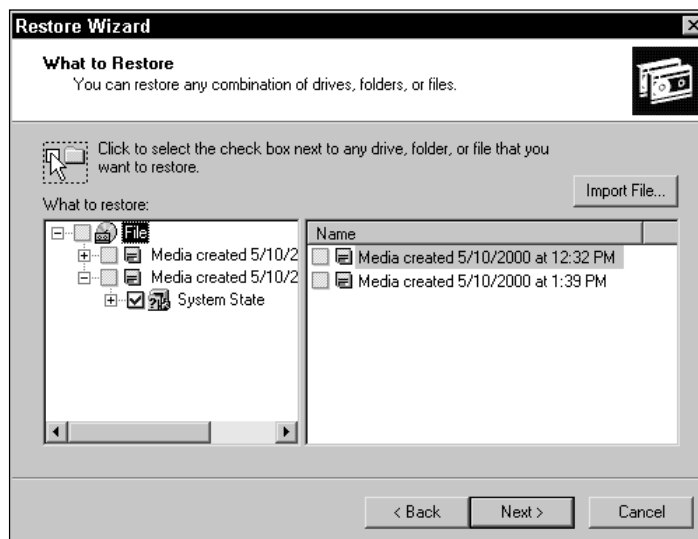 Restore Wizard
What to Restore
You can restore any combination of drives, folders, or files.
Click to select the check box next to any drive, folder, or file that you
want to restore.
Import File...
What to restore:
File
Media created 5/10/2
Media created 5/10/2
System State
Name
Media created 5/10/2000 at 12:32 PM
Media created 5/10/2000 at 1:39 PM
< Back
Next >
Cancel